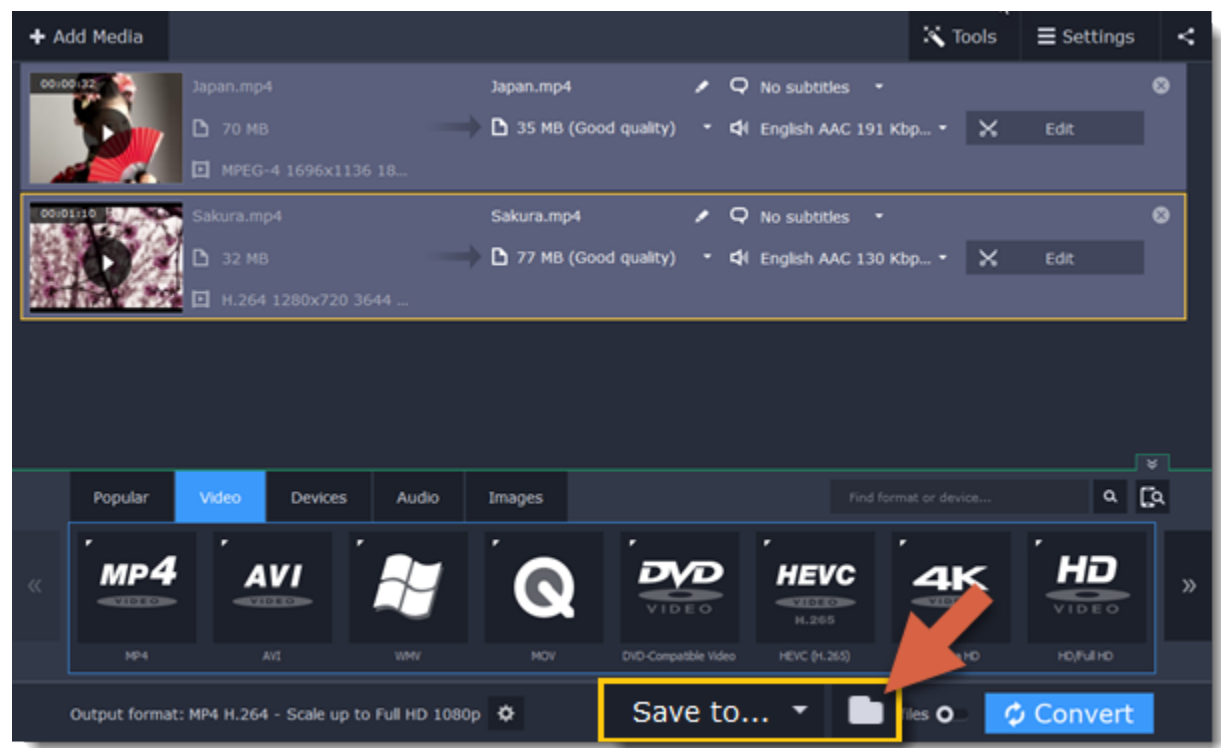 Add Media
Tools
Settings
00:00:32
Japan.mp4
Japan.mp4
No subtitles
70 MB
35 MB (Good quality)
English AAC 191 Kbp...
Edit
MPEG-4 1696x1136 18...
00:01:10
Sakura.mp4
Sakura.mp4
No subtitles
32 MB
77 MB (Good quality)
English AAC 130 Kbp...
Edit
H.264 1280x720 3644 ...
Popular
Video
Devices
Audio
Images
Find format or device...
MP4
VIDEO
AVI
VIDEO
DVD
VIDEO
HEVC
VIDEO
H.265
4K
VIDEO
HD
VIDEO
MP4
AVI
WMV
MOV
DVD-Compatible Video
HEVC (H.265)
HD
HD/Full HD
Output format: MP4 H.264 - Scale up to Full HD 1080p
Save to...
files
Convert